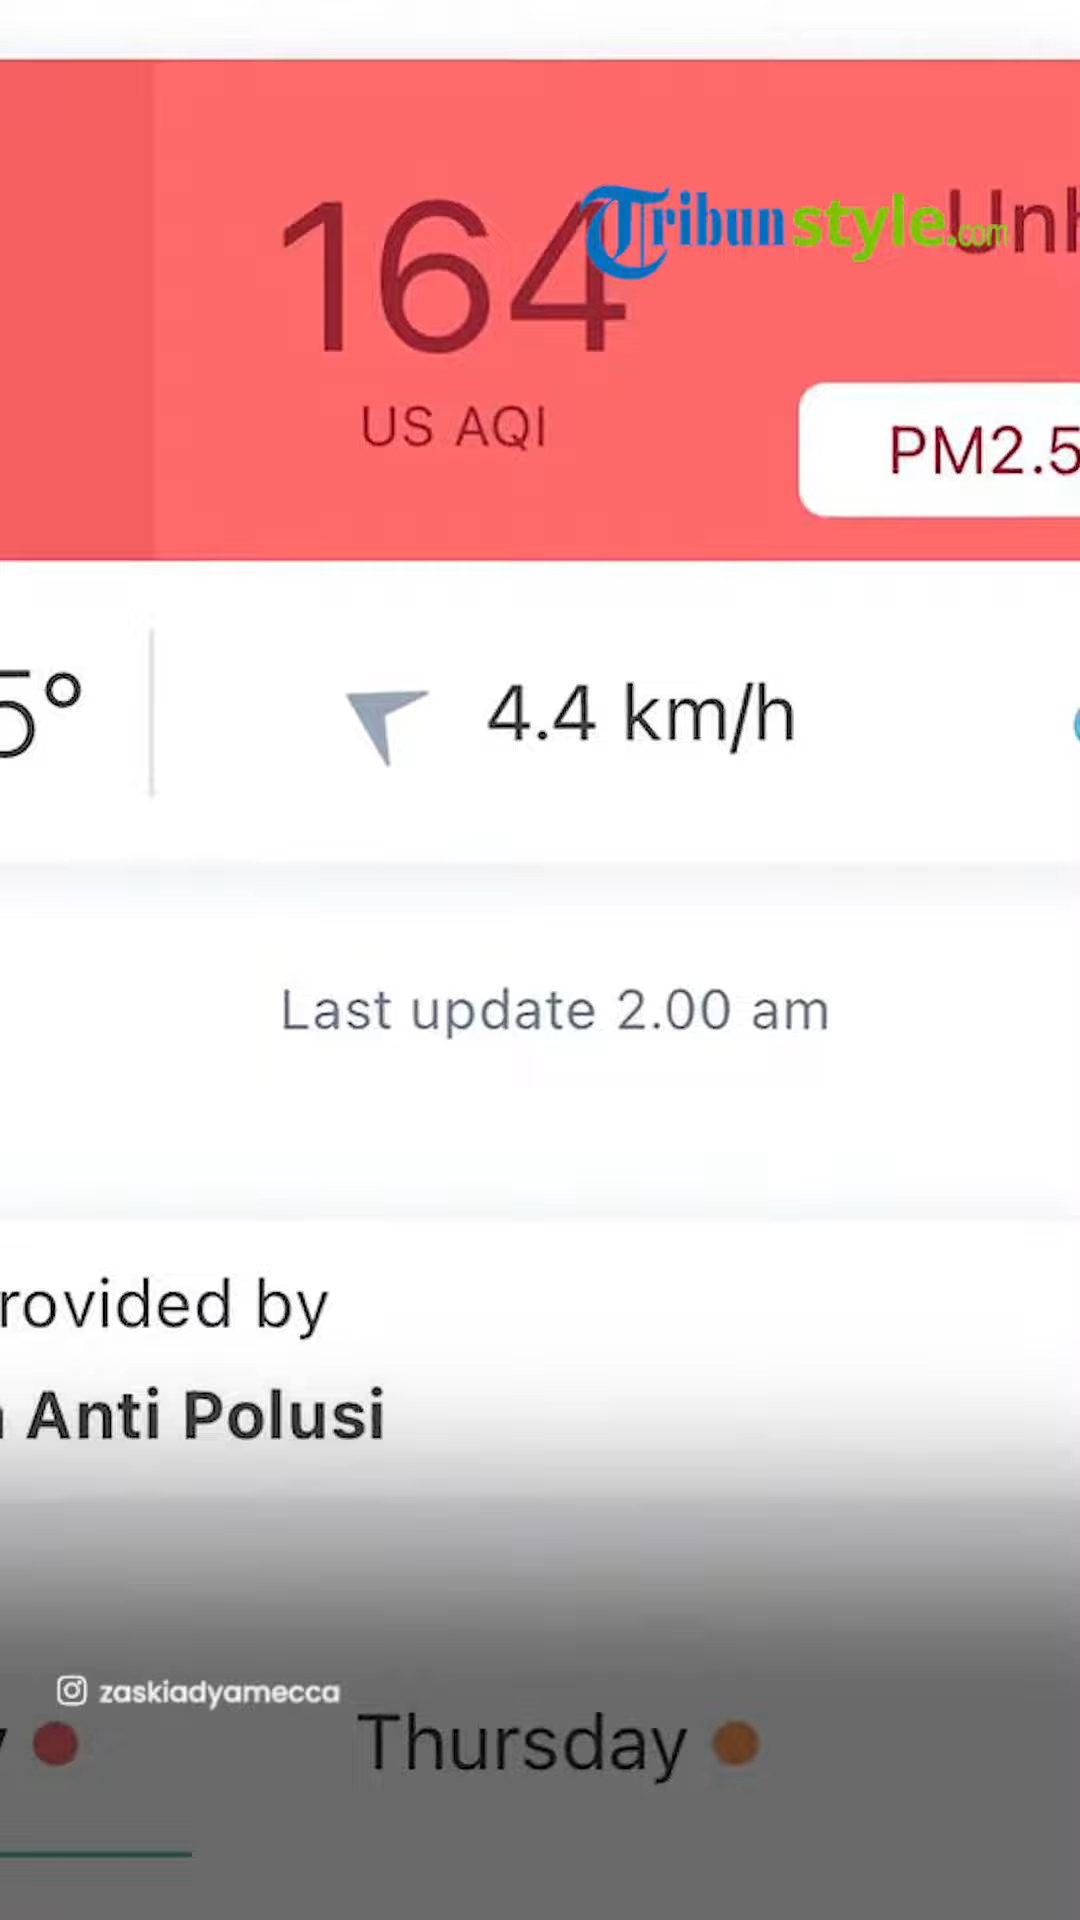 164
Tribunstyle.com
US AQI
PM2.5
5°
4.4 km/h
Last update 2.00 am
rovided by
Anti Polusi
zaskiadyamecca
Thursday